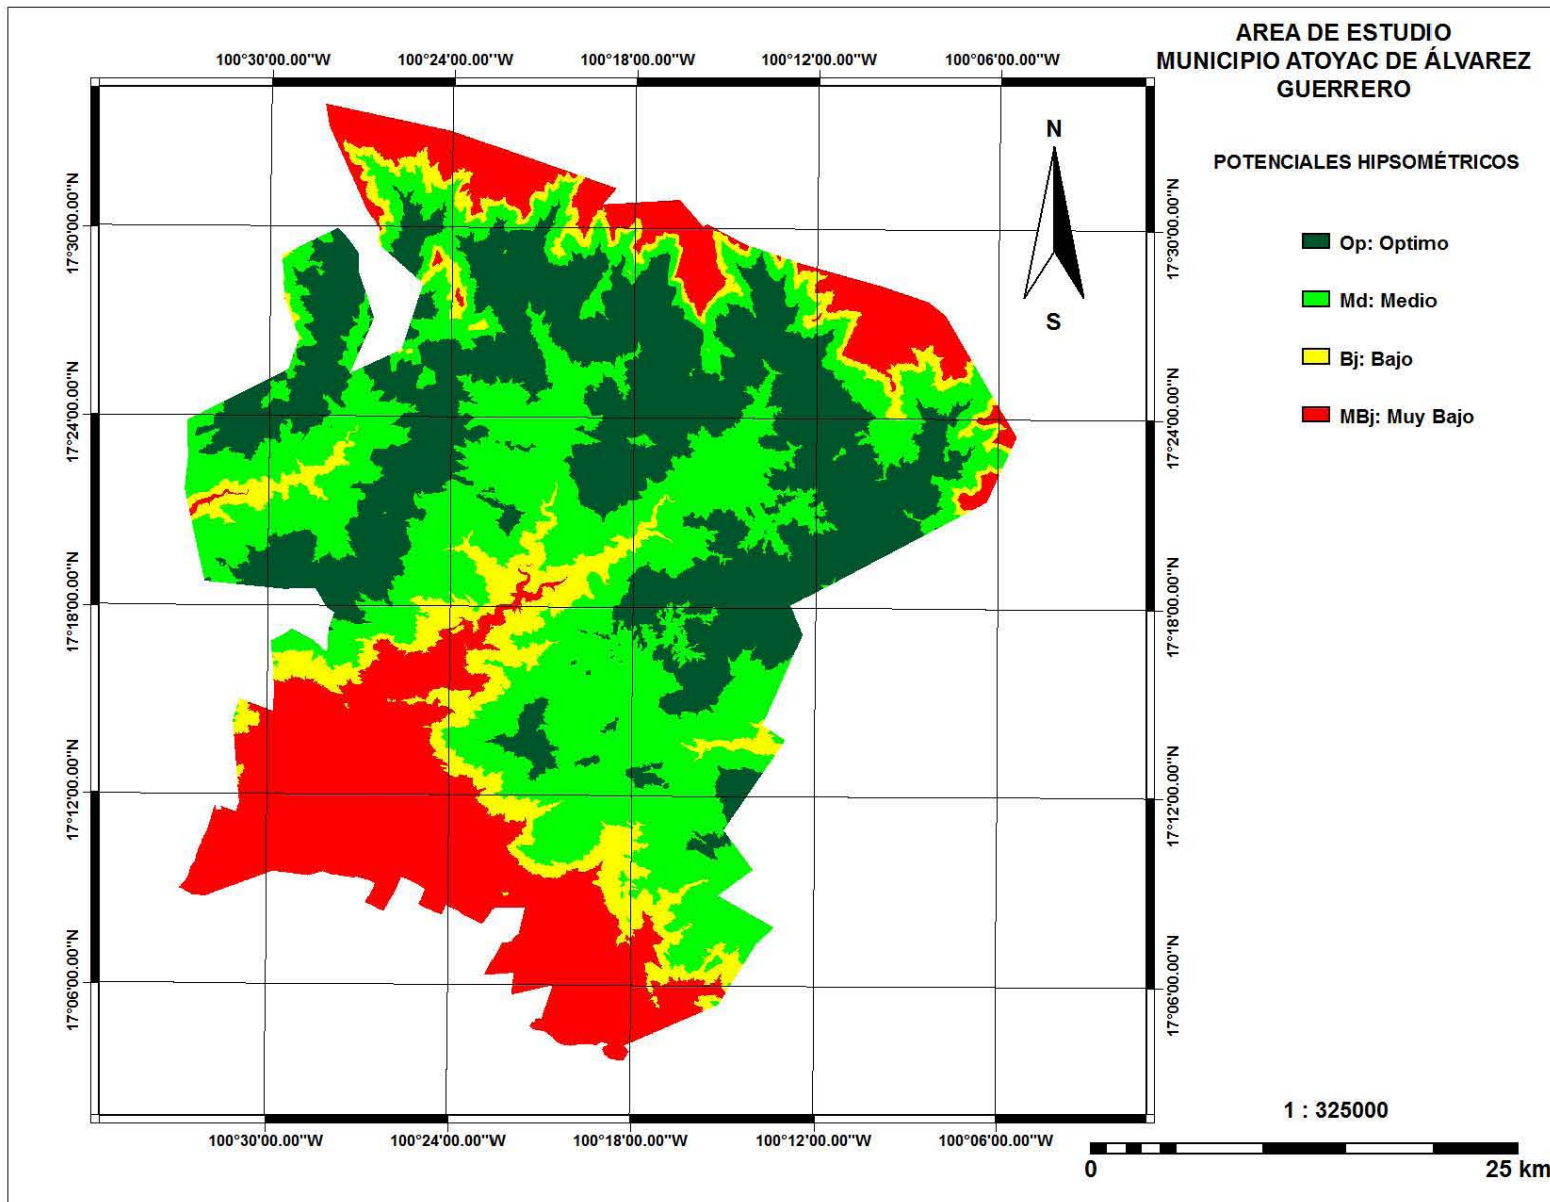 AREA DE ESTUDIO
MUNICIPIO ATOYAC DE ÁLVAREZ
GUERRERO
100°30'00.00"W 100°24'00.00"W 100°18'00.00"W 100°12'00.00"W 100°06'00.00"W
N
S
POTENCIALES HIPSOMÉTRICOS
Op: Optimo
Md: Medio
Bj: Bajo
MBj: Muy Bajo
17°30'00.00"N
17°24'00.00"N
17°18'00.00"N
17°12'00.00"N
17°06'00.00"N
17°30'00.00"N
17°24'00.00"N
17°18'00.00"N
17°12'00.00"N
17°06'00.00"N
100°30'00.00"W 100°24'00.00"W 100°18'00.00"W 100°12'00.00"W 100°06'00.00"W
1 : 325000
0 25 km